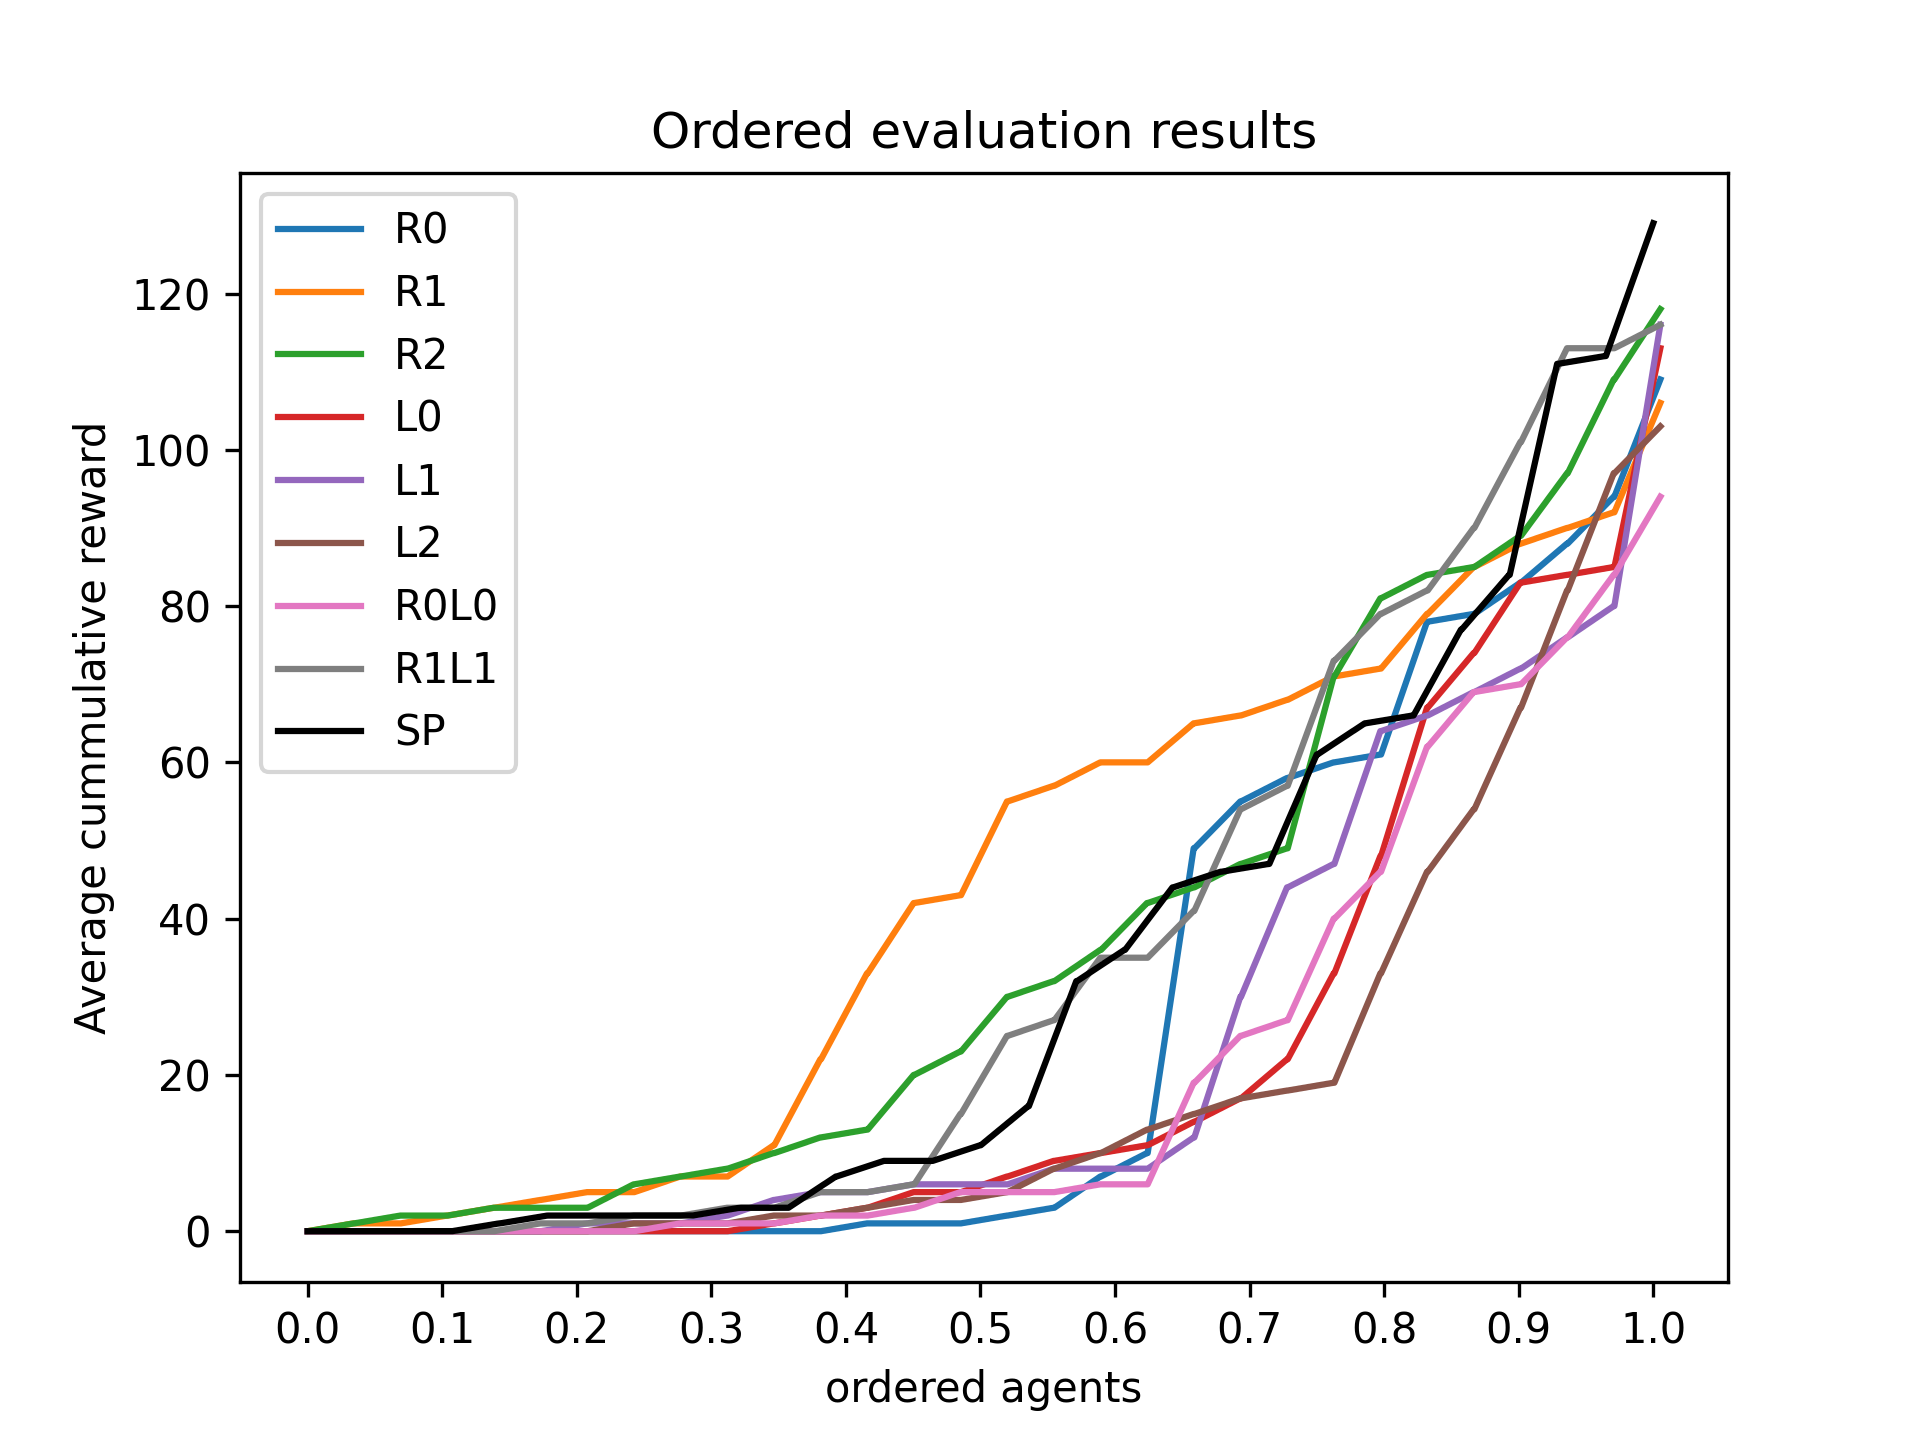 Ordered evaluation results
R0
R1
R2
L0
L1
L2
R0L0
R1L1
SP
Average cummulative reward
120
100
80
60
40
20
0
0.0 0.1 0.2 0.3 0.4 0.5 0.6 0.7 0.8 0.9 1.0
ordered agents